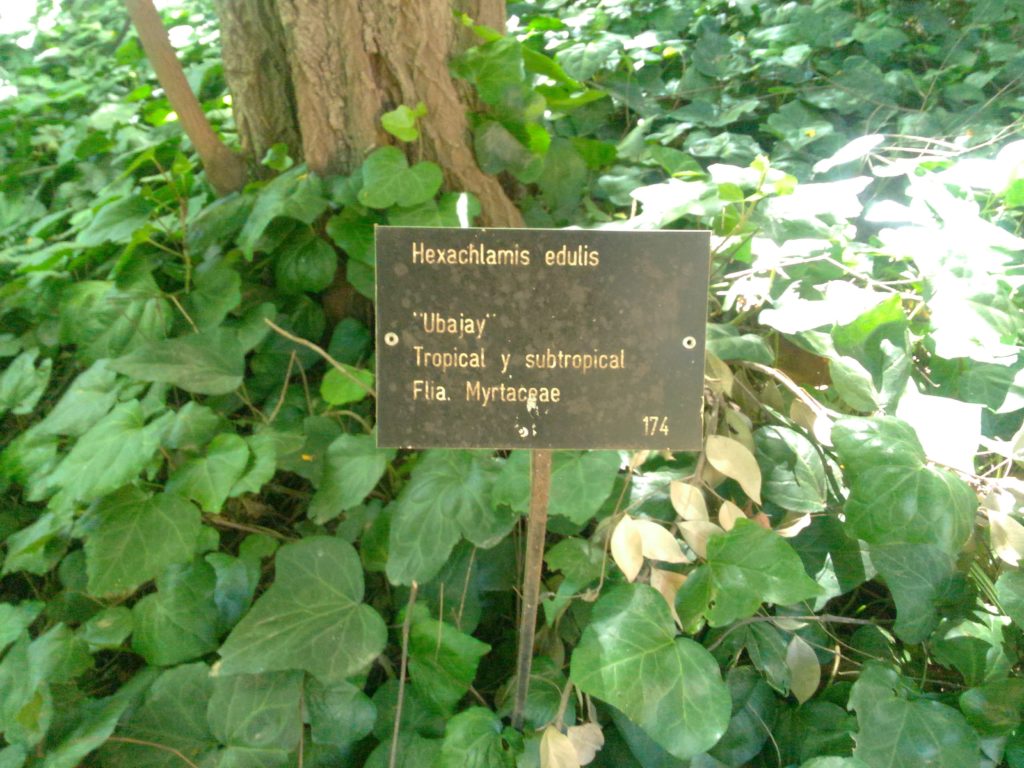 Hexachlamis edulis
"Ubajay"
Tropical y subtropical
Flia. Myrtaceae
174